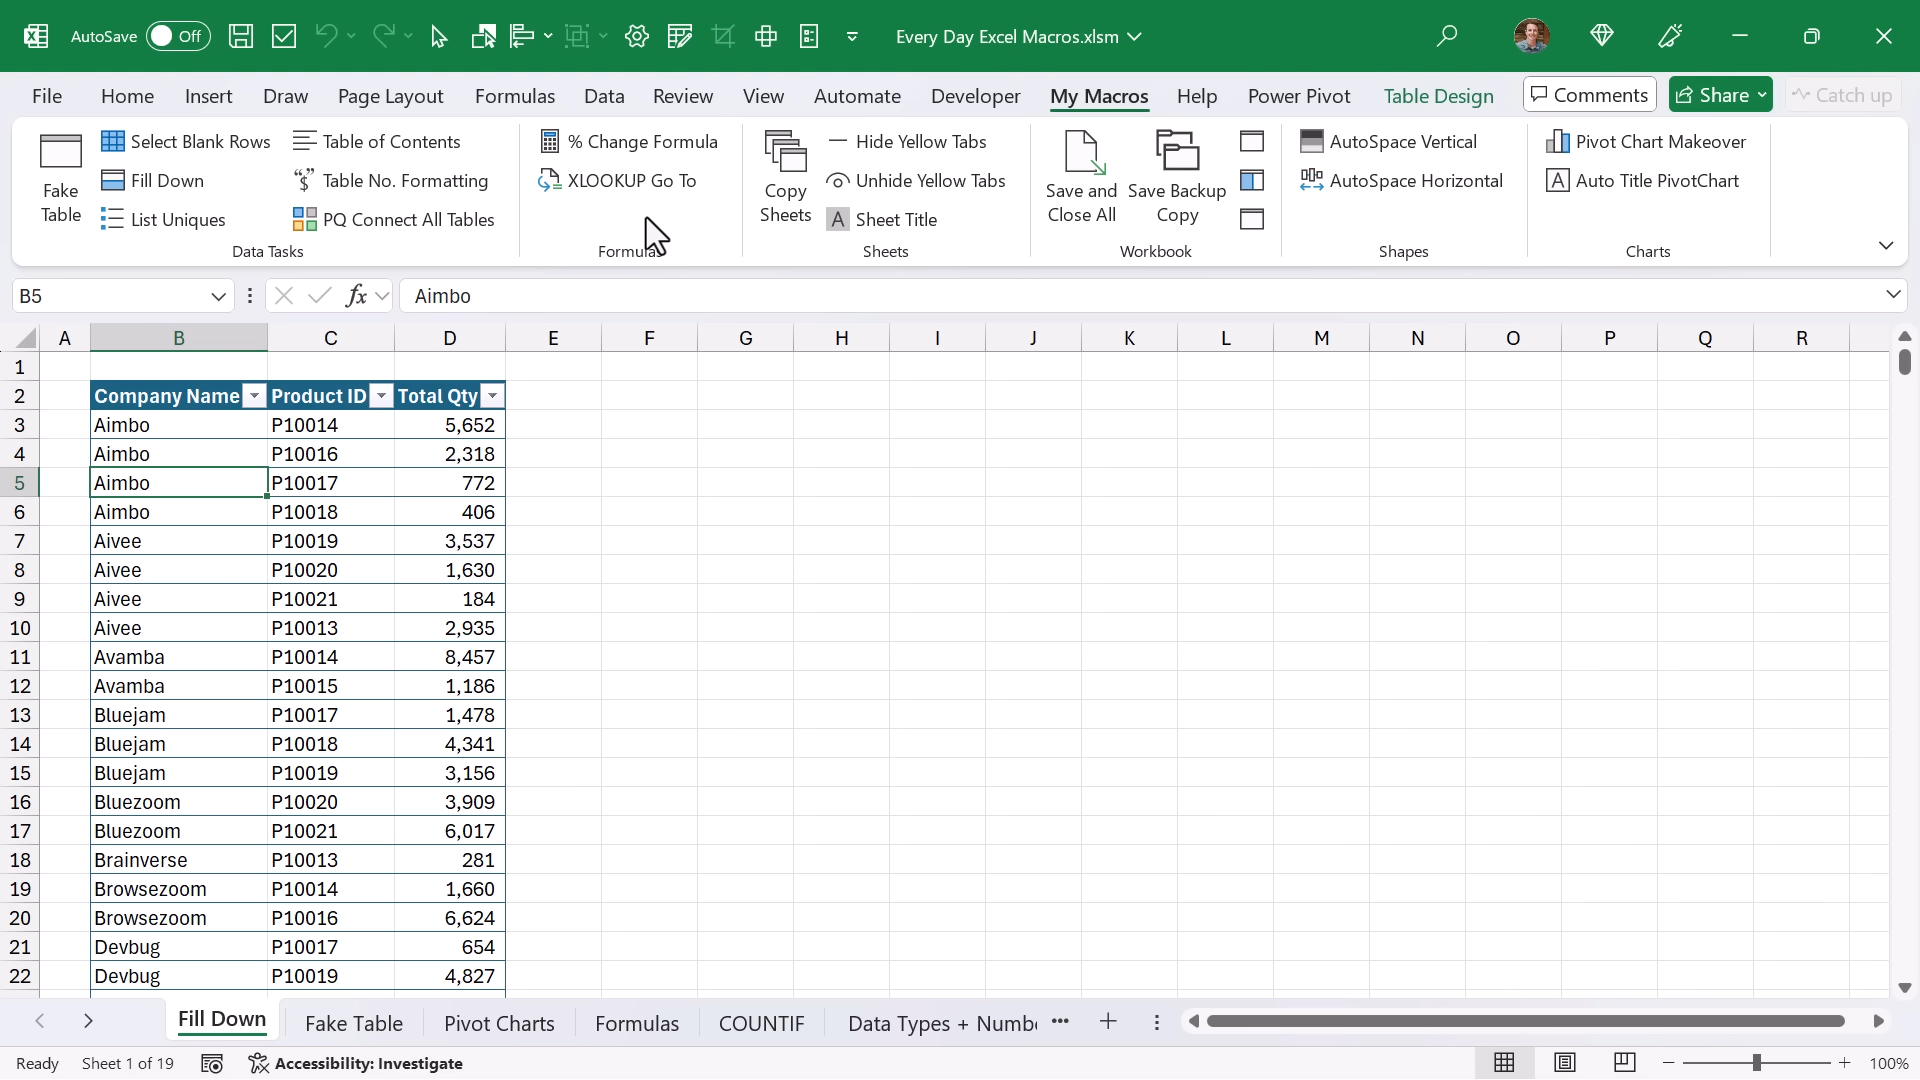 AutoSave Off Every Day Excel Macros.xlsm
File Home Insert Draw Page Layout Formulas Data Review View Automate Developer My Macros Help Power Pivot Table Design Comments Share Catch up
Fake Table
Select Blank Rows
Fill Down
List Uniques
Table of Contents
Table No. Formatting
PQ Connect All Tables
Data Tasks
% Change Formula
XLOOKUP Go To
Formulas
Copy Sheets
Hide Yellow Tabs
Unhide Yellow Tabs
A Sheet Title
Sheets
Save and Close All
Save Backup Copy
Workbook
AutoSpace Vertical
AutoSpace Horizontal
Shapes
Pivot Chart Makeover
A Auto Title PivotChart
Charts
B5 fx Aimbo
A B C D E F G H I J K L M N O P Q R
1
2 Company Name Product ID Total Qty
3 Aimbo P10014 5,652
4 Aimbo P10016 2,318
5 Aimbo P10017 772
6 Aimbo P10018 406
7 Aivee P10019 3,537
8 Aivee P10020 1,630
9 Aivee P10021 184
10 Aivee P10013 2,935
11 Avamba P10014 8,457
12 Avamba P10015 1,186
13 Bluejam P10017 1,478
14 Bluejam P10018 4,341
15 Bluejam P10019 3,156
16 Bluezoom P10020 3,909
17 Bluezoom P10021 6,017
18 Brainverse P10013 281
19 Browsezoom P10014 1,660
20 Browsezoom P10016 6,624
21 Devbug P10017 654
22 Devbug P10019 4,827
Fill Down Fake Table Pivot Charts Formulas COUNTIF Data Types + Numb
Ready Sheet 1 of 19 Accessibility: Investigate 100%